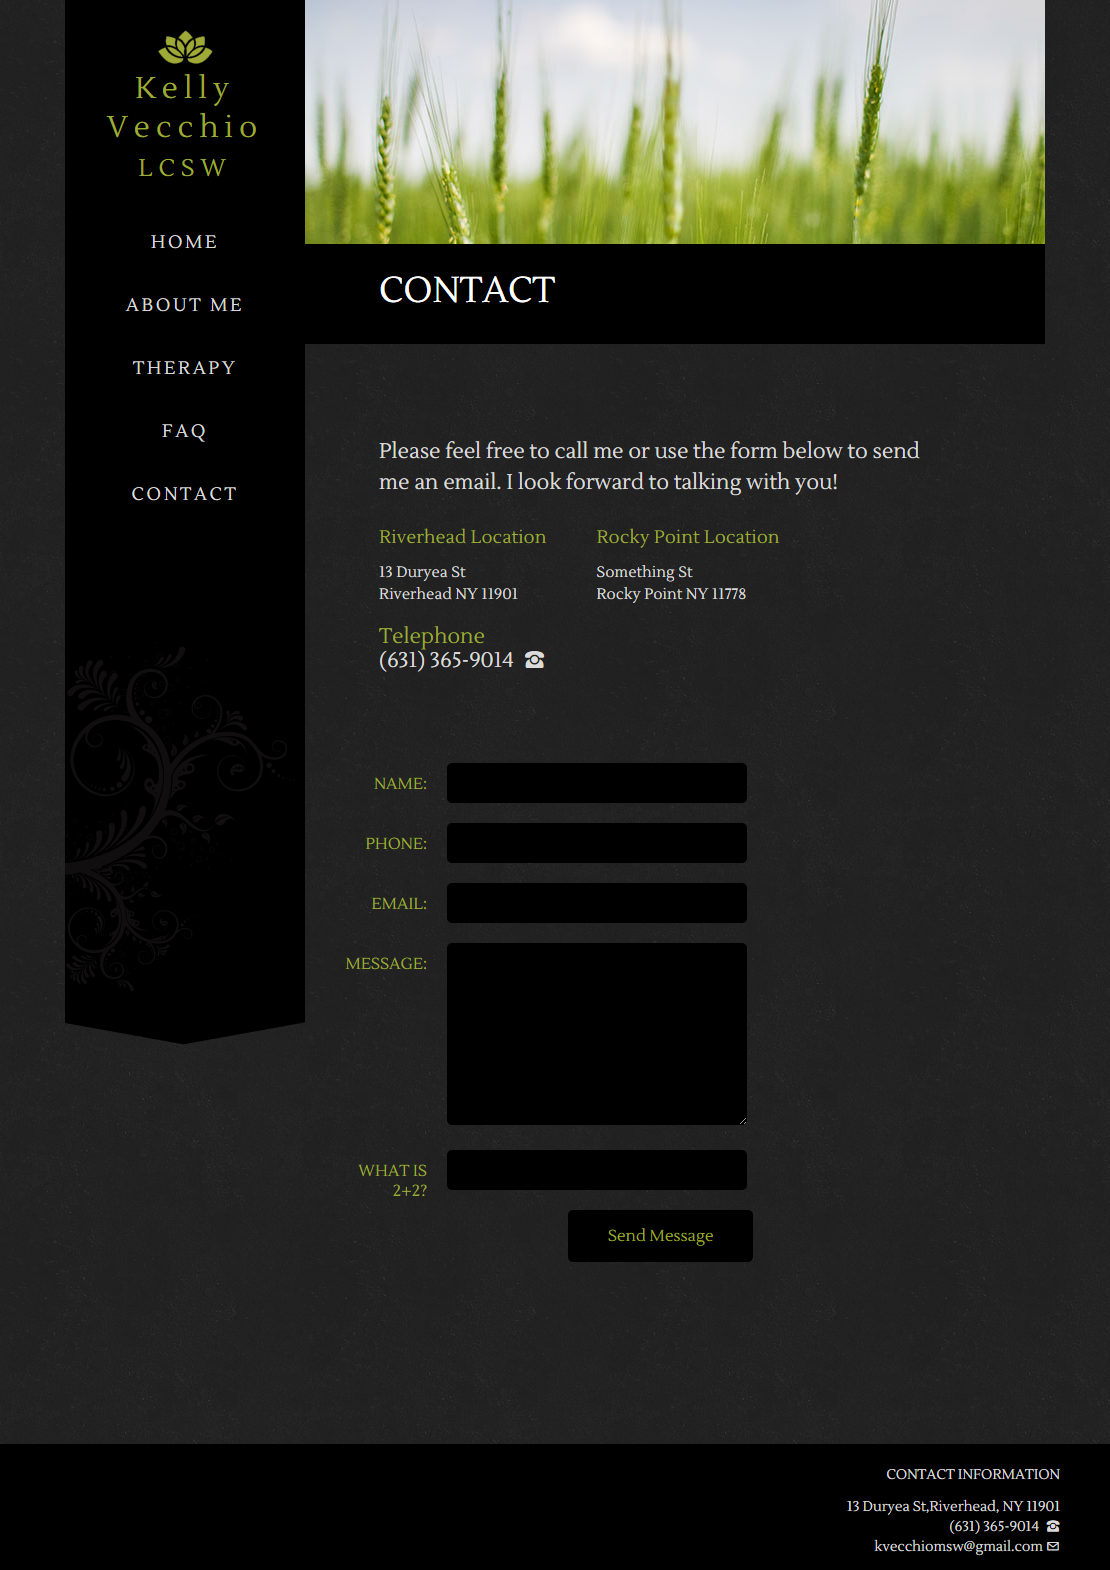 Kelly
Vecchio
LCSW
HOME
ABOUT ME
THERAPY
FAQ
CONTACT
CONTACT
Please feel free to call me or use the form below to send
me an email. I look forward to talking with you!
Riverhead Location
13 Duryea St
Riverhead NY 11901
Rocky Point Location
Something St
Rocky Point NY 11778
Telephone
(631) 365-9014
NAME:
PHONE:
EMAIL:
MESSAGE:
WHAT IS
2+2?
Send Message
CONTACT INFORMATION
13 Duryea St,Riverhead, NY 11901
(631) 365-9014
kvecchiomsw@gmail.com